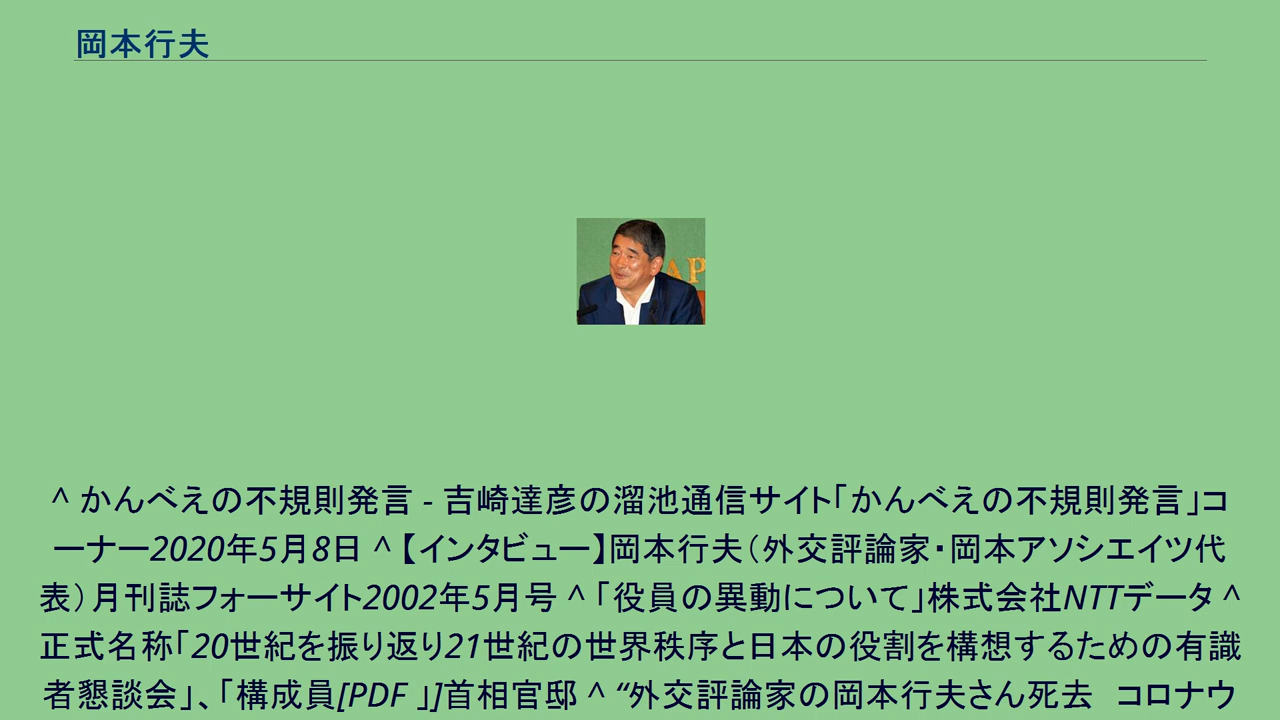 岡本行夫
AP
^ かんべえの不規則発言 - 吉崎達彦の溜池通信サイト「かんべえの不規則発言」コ
ーナー2020年5月8日 ^ 【インタビュー】岡本行夫（外交評論家・岡本アソシエイツ代
表）月刊誌フォーサイト2002年5月号 ^ 「役員の異動について」株式会社NTTデータ ^
正式名称「20世紀を振り返り21世紀の世界秩序と日本の役割を構想するための有識
者懇談会」、「構成員[PDF 」]首相官邸 ^ “外交評論家の岡本行夫さん死去　コロナウ